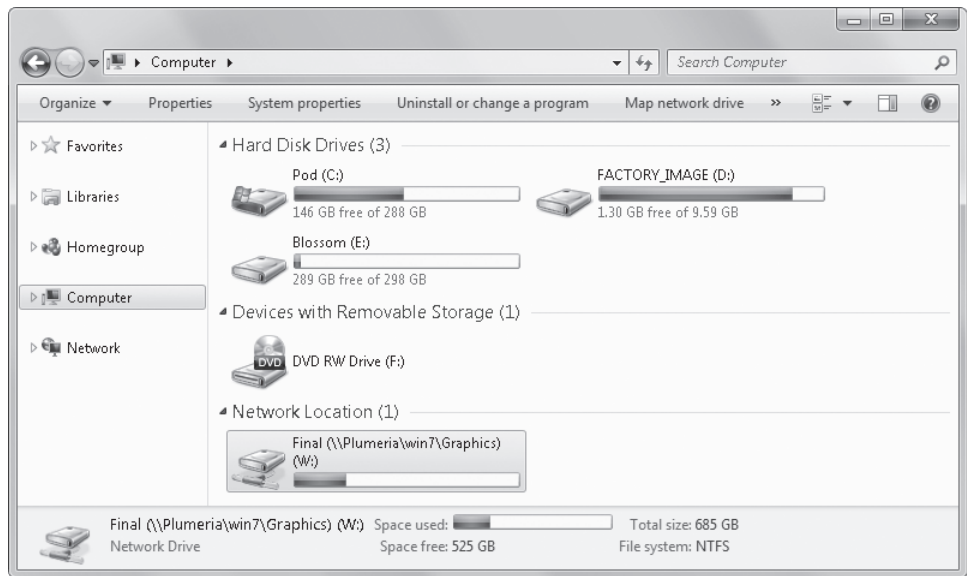 Computer
Search Computer
Organize Properties System properties Uninstall or change a program Map network drive »
Favorites
Libraries
Homegroup
Computer
Network
Hard Disk Drives (3)
Pod (C:)
146 GB free of 288 GB
FACTORY_IMAGE (D:)
1.30 GB free of 9.59 GB
Blossom (E:)
289 GB free of 298 GB
Devices with Removable Storage (1)
DVD
DVD RW Drive (F:)
Network Location (1)
Final (\\Plumeria\win7\Graphics)
(W:)
Final (\\Plumeria\win7\Graphics) (W:) Space used: Total size: 685 GB
Network Drive Space free: 525 GB File system: NTFS